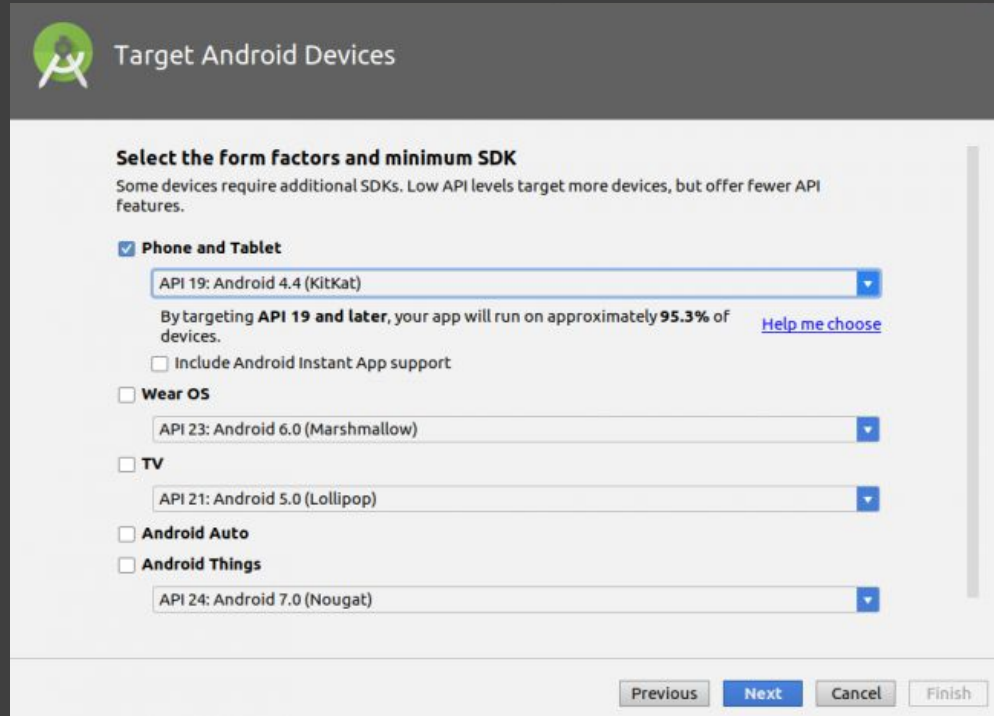 Target Android Devices
Select the form factors and minimum SDK
Some devices require additional SDKs. Low API levels target more devices, but offer fewer API
features.
Phone and Tablet
API 19: Android 4.4 (KitKat)
By targeting API 19 and later, your app will run on approximately 95.3% of
devices.
Help me choose
Include Android Instant App support
Wear OS
API 23: Android 6.0 (Marshmallow)
TV
API 21: Android 5.0 (Lollipop)
Android Auto
Android Things
API 24: Android 7.0 (Nougat)
Previous Next Cancel Finish